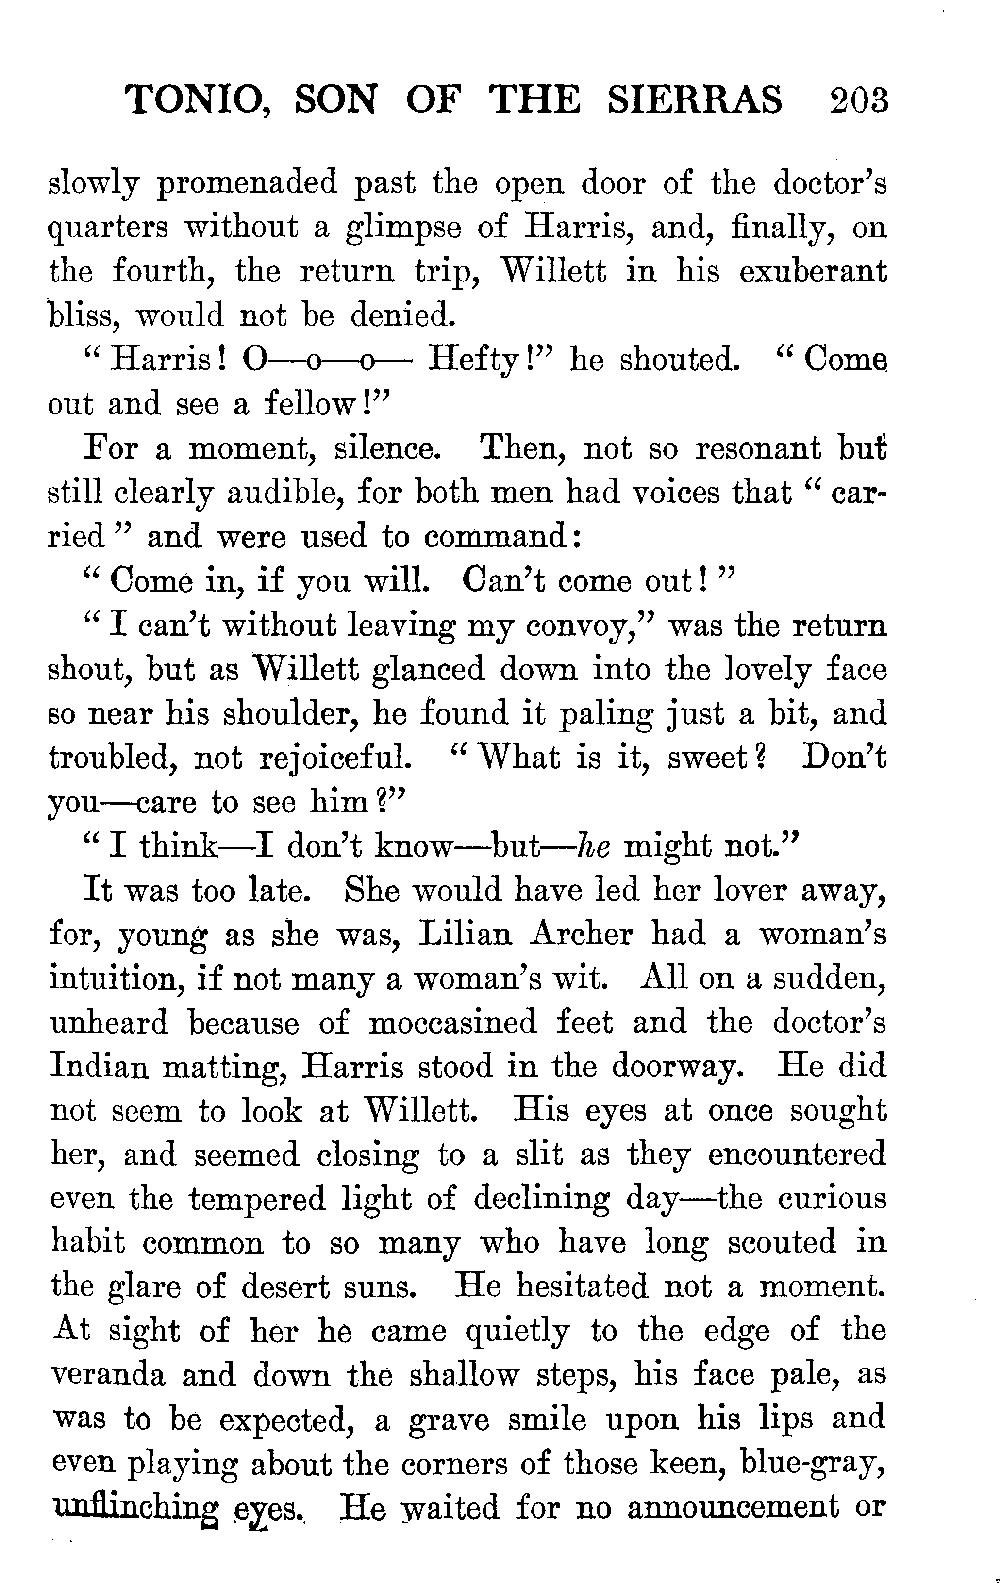 TONIO, SON OF THE SIERRAS 203
slowly promenaded past the open door of the doctor's
quarters without a glimpse of Harris, and, finally, on
the fourth, the return trip, Willett in his exuberant
bliss, would not be denied.
" Harris! O—o—o— Hefty!" he shouted. " Come
out and see a fellow!"
For a moment, silence. Then, not so resonant but
still clearly audible, for both men had voices that " car-
ried " and were used to command:
" Come in, if you will. Can't come out! "
" I can't without leaving my convoy," was the return
shout, but as Willett glanced down into the lovely face
so near his shoulder, he found it paling just a bit, and
troubled, not rejoiceful. " What is it, sweet? Don't
you—care to see him?"
" I think—I don't know—but—he might not."
It was too late. She would have led her lover away,
for, young as she was, Lilian Archer had a woman's
intuition, if not many a woman's wit. All on a sudden,
unheard because of moccasined feet and the doctor's
Indian matting, Harris stood in the doorway. He did
not seem to look at Willett. His eyes at once sought
her, and seemed closing to a slit as they encountered
even the tempered light of declining day—the curious
habit common to so many who have long scouted in
the glare of desert suns. He hesitated not a moment.
At sight of her he came quietly to the edge of the
veranda and down the shallow steps, his face pale, as
was to be expected, a grave smile upon his lips and
even playing about the corners of those keen, blue-gray,
unflinching eyes. He waited for no announcement or